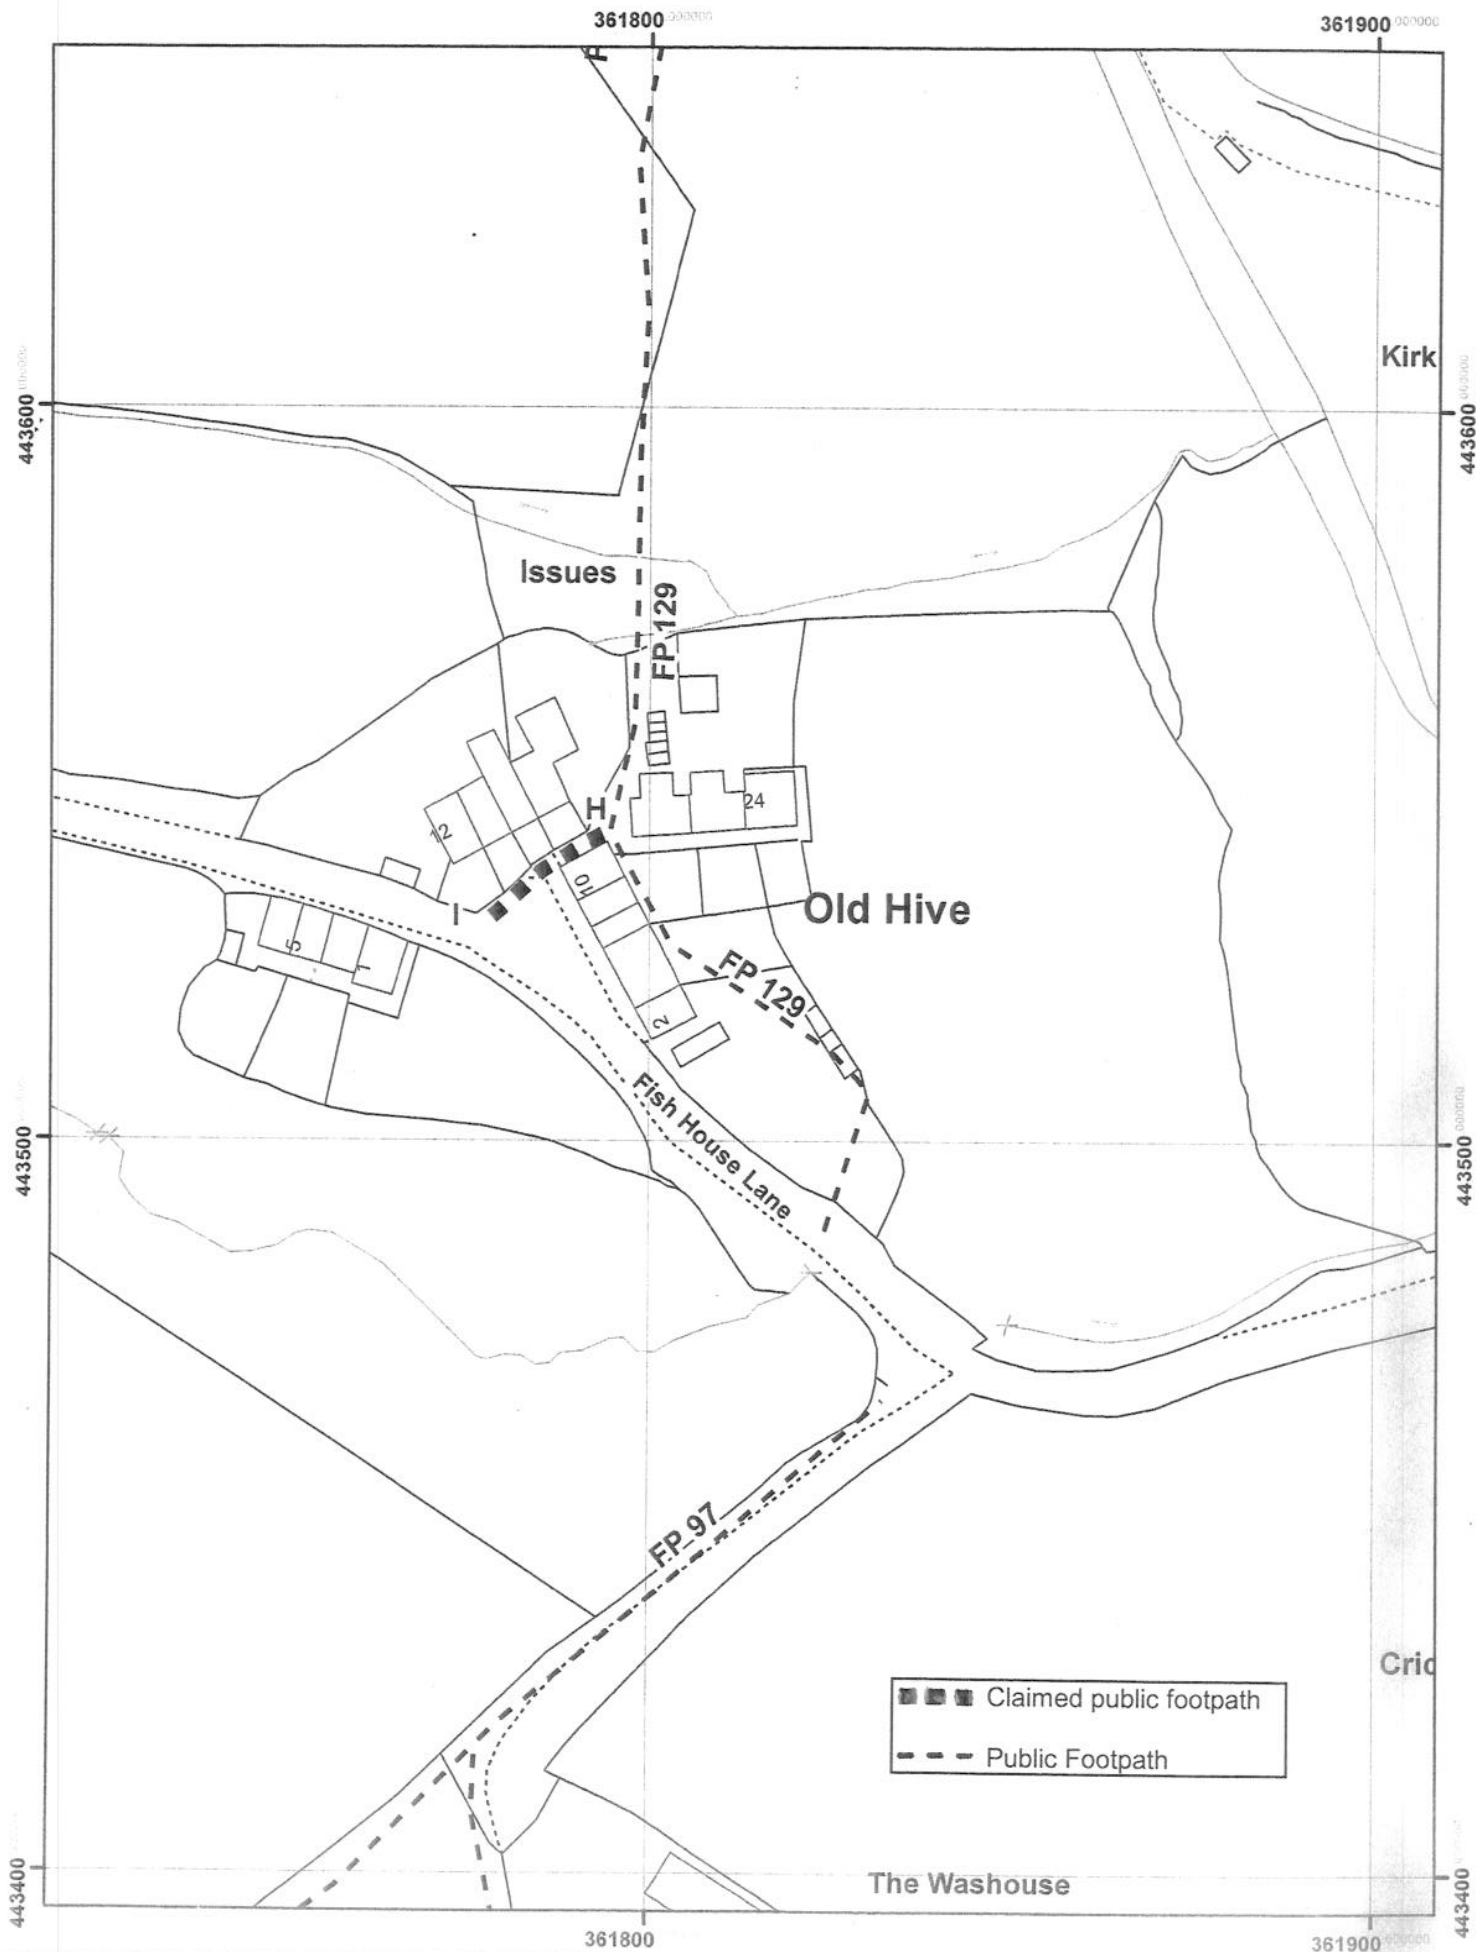 361800
361900
F
Kirk
443600
443600
Issues
FP 129
H
24
12
I
10
Old Hive
5
1
FP 129
2
Fish House Lane
443500
443500
FP 97
Cric
Claimed public footpath
Public Footpath
The Washouse
443400
443400
361800
361900